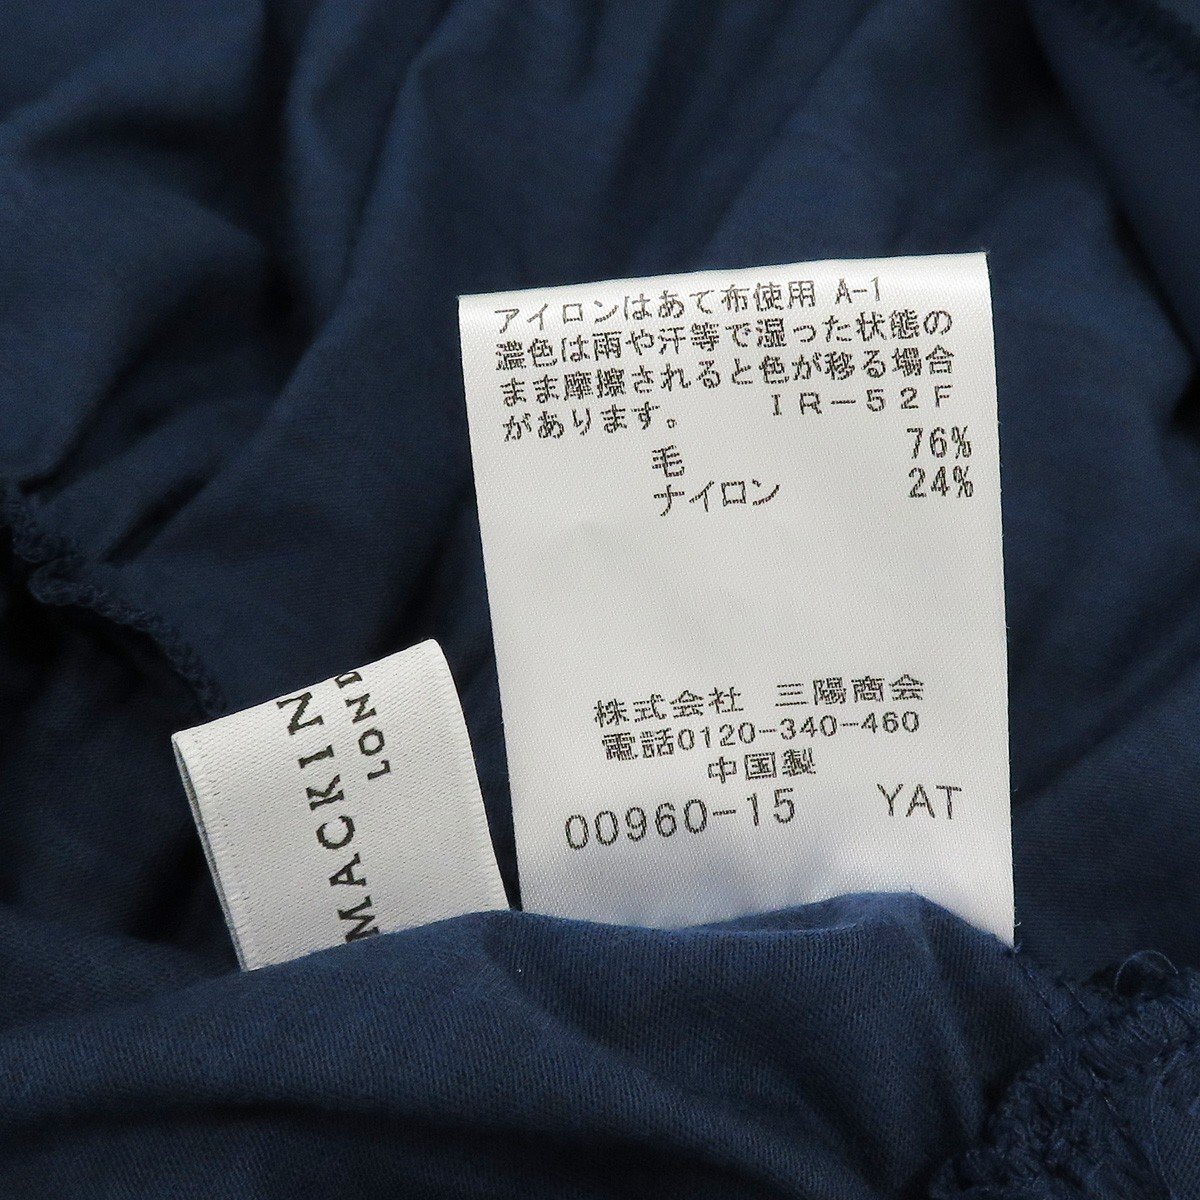 アイロンはあて布使用 A-1
濃色は雨や汗等で湿った状態の
まま摩擦されると色が移る場合
があります。 IR-52F
毛 76%
ナイロン 24%
株式会社 三陽商会
電話0120-340-460
中国製
00960-15 YAT
MACKIN
LOND